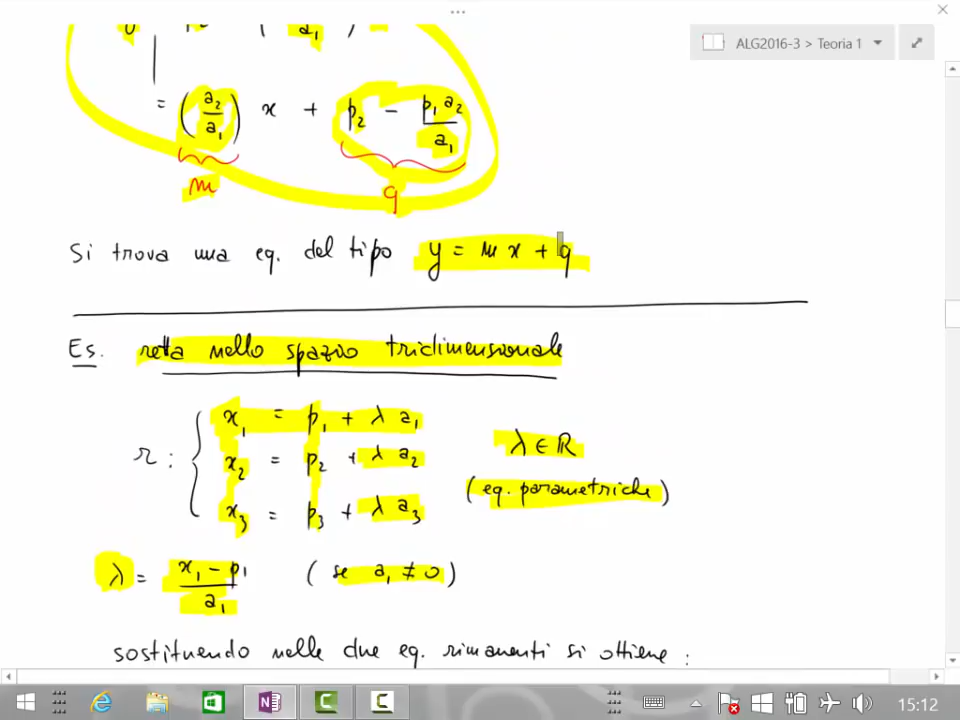 ALG2016-3 > Teoria 1
a₁
= (a₂/a₁) x + p₂ - p₁a₂/a₁
m q
Si trova una eq. del tipo y = mx + q
Es. retta nello spazio tridimensionale
r: { x₁ = p₁ + λ a₁
x₂ = p₂ + λ a₂ λ ∈ ℝ
x₃ = p₃ + λ a₃ (eq. parametriche)
λ = (x₁ - p₁)/a₁ (se a₁ ≠ 0)
sostituendo nelle due eq. rimanenti si ottiene:
15:12